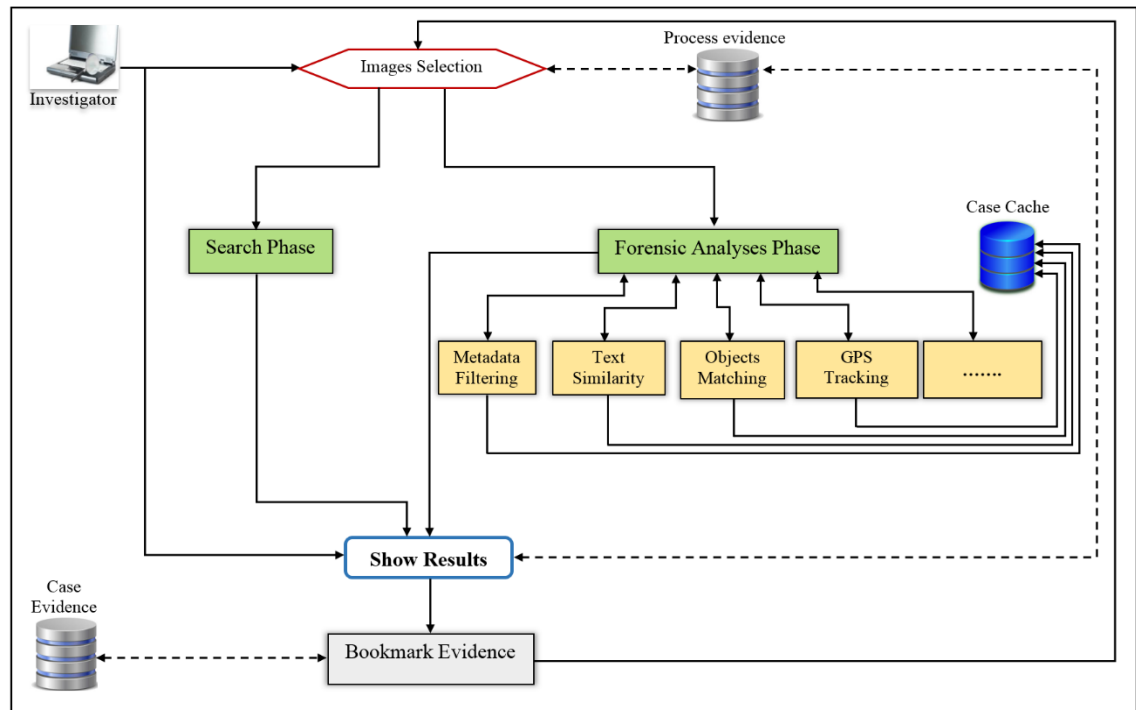 Investigator
Images Selection
Process evidence
Search Phase
Forensic Analyses Phase
Case Cache
Metadata
Filtering
Text
Similarity
Objects
Matching
GPS
Tracking
.......
Show Results
Case
Evidence
Bookmark Evidence